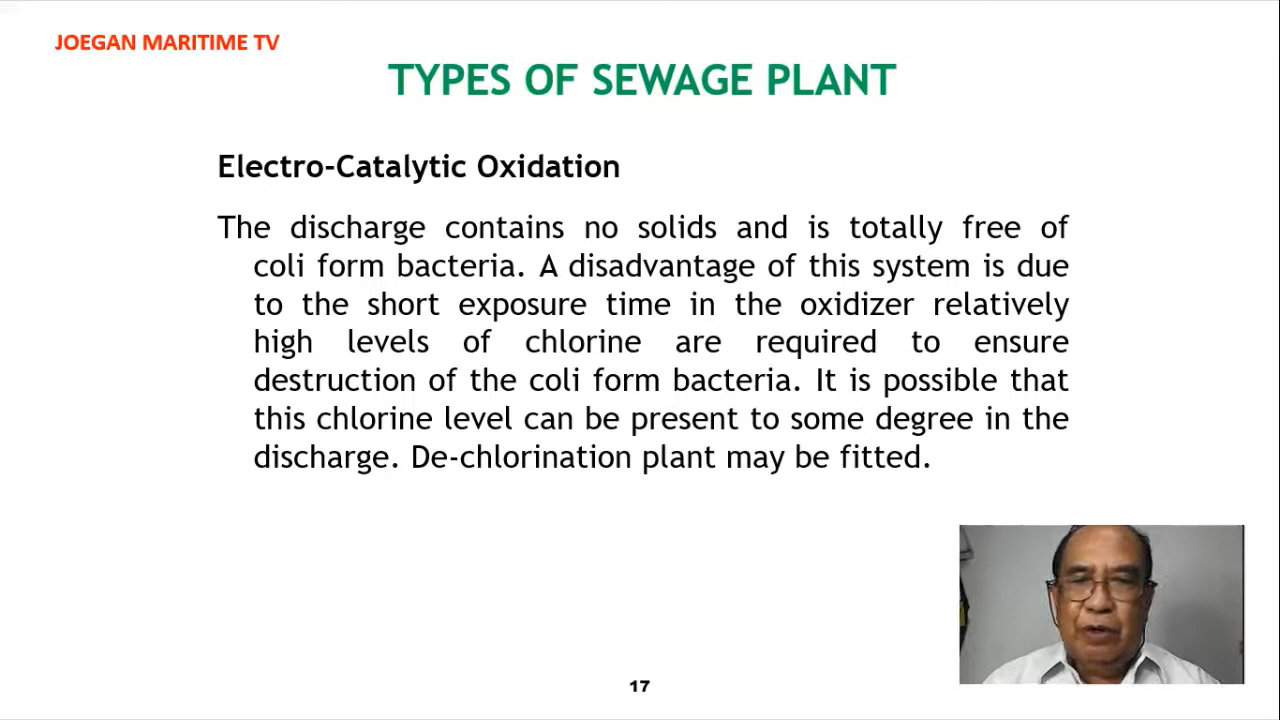 JOEGAN MARITIME TV
TYPES OF SEWAGE PLANT
Electro-Catalytic Oxidation
The discharge contains no solids and is totally free of
coli form bacteria. A disadvantage of this system is due
to the short exposure time in the oxidizer relatively
high levels of chlorine are required to ensure
destruction of the coli form bacteria. It is possible that
this chlorine level can be present to some degree in the
discharge. De-chlorination plant may be fitted.
17